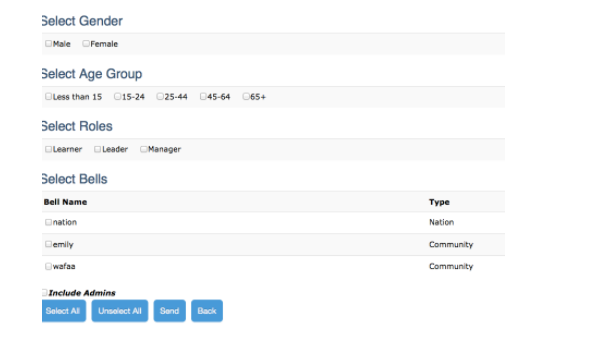 Select Gender
Male Female
Select Age Group
Less than 15 15-24 25-44 45-64 65+
Select Roles
Learner Leader Manager
Select Bells
Bell Name Type
nation Nation
emily Community
wafaa Community
Include Admins
Select All Unselect All Send Back